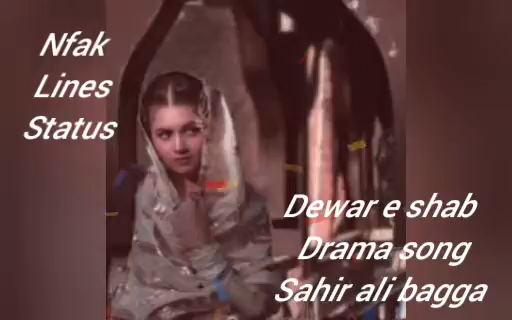 Nfak
Lines
Status
Dewar e shab
Drama song
Sahir ali bagga